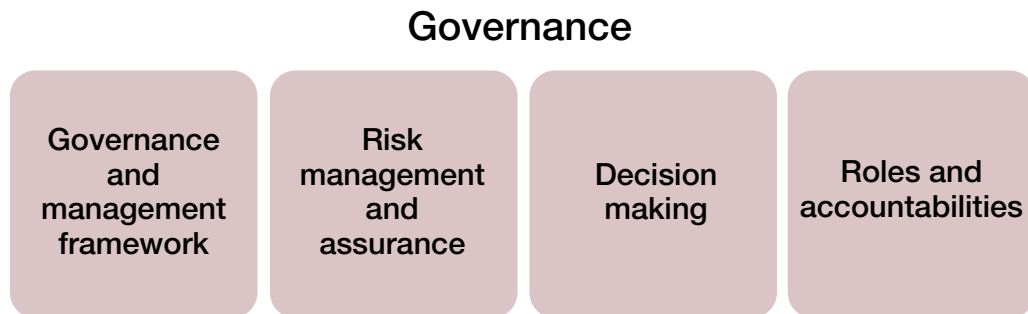 Governance
Governance
and
management
framework
Risk
management
and
assurance
Decision
making
Roles and
accountabilities